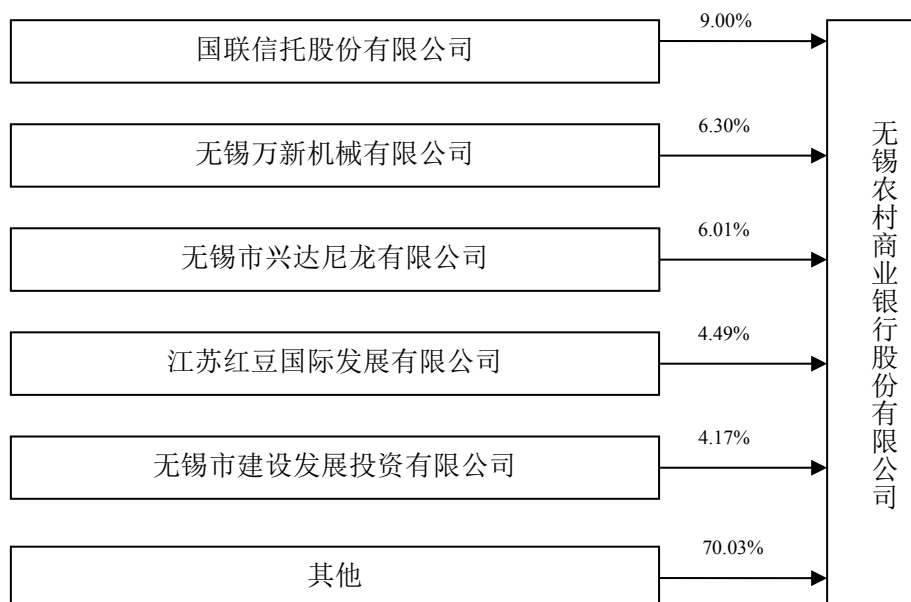 国联信托股份有限公司
9.00%
无锡万新机械有限公司
6.30%
无锡市兴达尼龙有限公司
6.01%
江苏红豆国际发展有限公司
4.49%
无锡市建设发展投资有限公司
4.17%
其他
70.03%
无锡农村商业银行股份有限公司